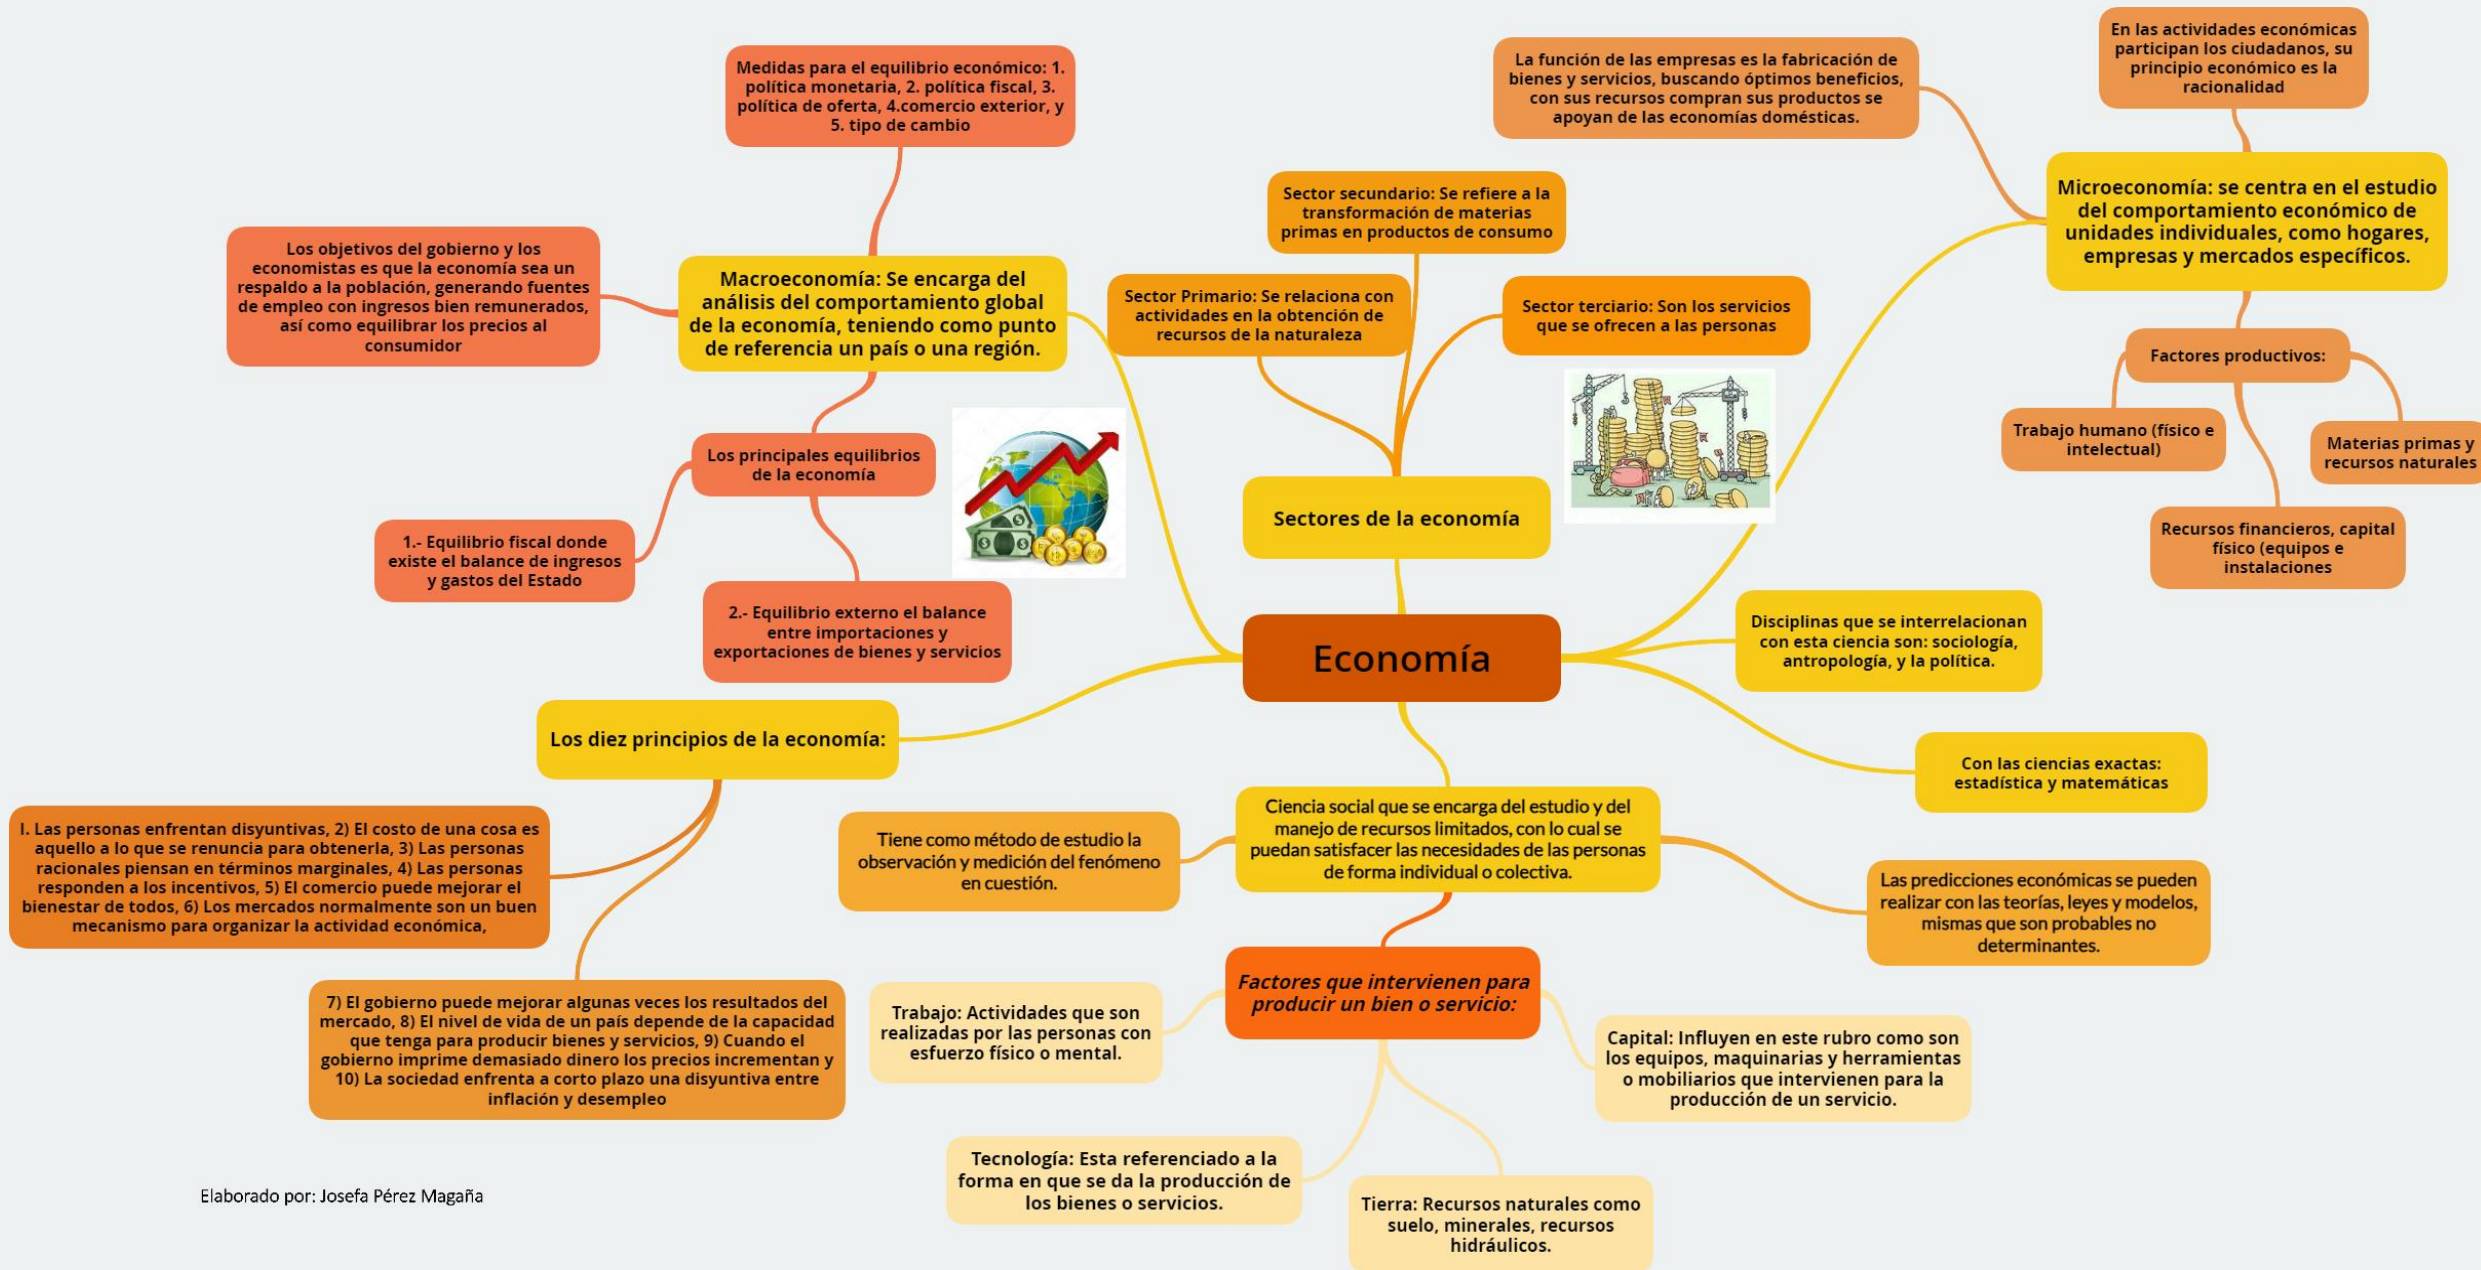 Medidas para el equilibrio económico: 1.
política monetaria, 2. política fiscal, 3.
política de oferta, 4.comercio exterior, y
5. tipo de cambio
Los objetivos del gobierno y los
economistas es que la economía sea un
respaldo a la población, generando fuentes
de empleo con ingresos bien remunerados,
así como equilibrar los precios al
consumidor
Macroeconomía: Se encarga del
análisis del comportamiento global
de la economía, teniendo como punto
de referencia un país o una región.
Los principales equilibrios
de la economía
1.- Equilibrio fiscal donde
existe el balance de ingresos
y gastos del Estado
2.- Equilibrio externo el balance
entre importaciones y
exportaciones de bienes y servicios
Sector secundario: Se refiere a la
transformación de materias
primas en productos de consumo
Sector Primario: Se relaciona con
actividades en la obtención de
recursos de la naturaleza
Sector terciario: Son los servicios
que se ofrecen a las personas
Sectores de la economía
La función de las empresas es la fabricación de
bienes y servicios, buscando óptimos beneficios,
con sus recursos compran sus productos se
apoyan de las economías domésticas.
En las actividades económicas
participan los ciudadanos, su
principio económico es la
racionalidad
Microeconomía: se centra en el estudio
del comportamiento económico de
unidades individuales, como hogares,
empresas y mercados específicos.
Factores productivos:
Trabajo humano (físico e
intelectual)
Materias primas y
recursos naturales
Recursos financieros, capital
físico (equipos e
instalaciones
Economía
Disciplinas que se interrelacionan
con esta ciencia son: sociología,
antropología, y la política.
Con las ciencias exactas:
estadística y matemáticas
Los diez principios de la economía:
I. Las personas enfrentan disyuntivas, 2) El costo de una cosa es
aquello a lo que se renuncia para obtenerla, 3) Las personas
racionales piensan en términos marginales, 4) Las personas
responden a los incentivos, 5) El comercio puede mejorar el
bienestar de todos, 6) Los mercados normalmente son un buen
mecanismo para organizar la actividad económica,
7) El gobierno puede mejorar algunas veces los resultados del
mercado, 8) El nivel de vida de un país depende de la capacidad
que tenga para producir bienes y servicios, 9) Cuando el
gobierno imprime demasiado dinero los precios incrementan y
10) La sociedad enfrenta a corto plazo una disyuntiva entre
inflación y desempleo
Ciencia social que se encarga del estudio y del
manejo de recursos limitados, con lo cual se
puedan satisfacer las necesidades de las personas
de forma individual o colectiva.
Tiene como método de estudio la
observación y medición del fenómeno
en cuestión.
Las predicciones económicas se pueden
realizar con las teorías, leyes y modelos,
mismas que son probables no
determinantes.
Factores que intervienen para
producir un bien o servicio:
Trabajo: Actividades que son
realizadas por las personas con
esfuerzo físico o mental.
Capital: Influyen en este rubro como son
los equipos, maquinarias y herramientas
o mobiliarios que intervienen para la
producción de un servicio.
Tecnología: Esta referenciado a la
forma en que se da la producción de
los bienes o servicios.
Tierra: Recursos naturales como
suelo, minerales, recursos
hidráulicos.
Elaborado por: Josefa Pérez Magaña